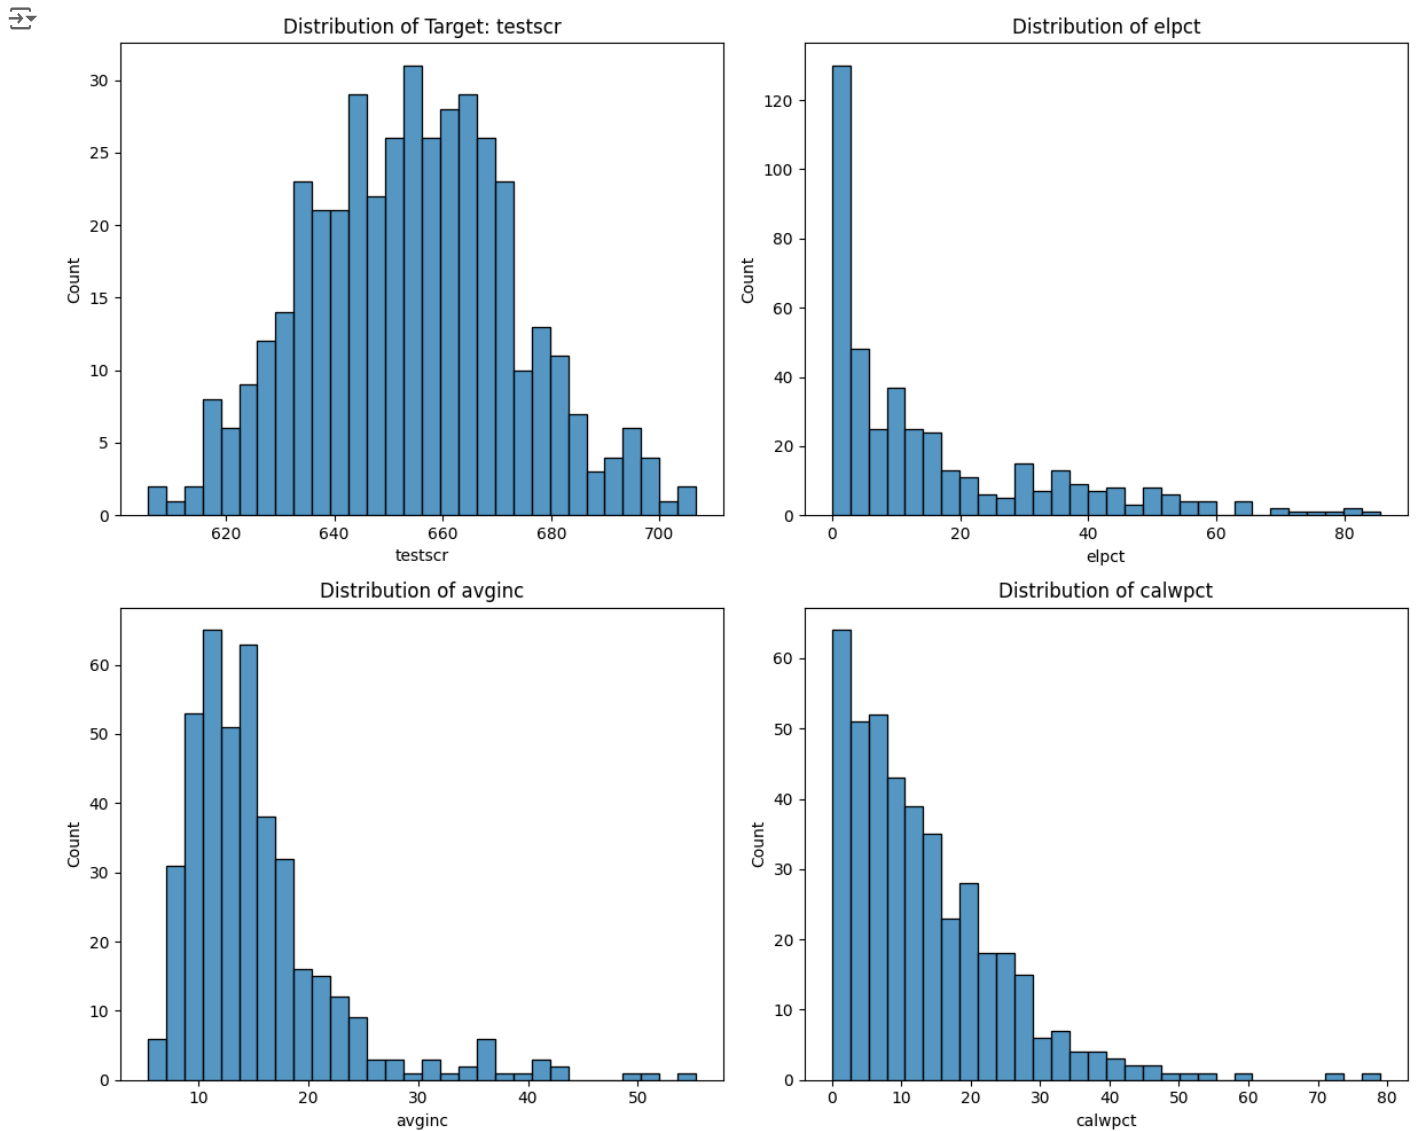 Distribution of Target: testscr
30
25
20
15
10
5
0
Count
620 640 660 680 700
testscr
Distribution of elpct
120
100
80
60
40
20
0
Count
0 20 40 60 80
elpct
Distribution of avginc
60
50
40
30
20
10
0
Count
10 20 30 40 50
avginc
Distribution of calwpct
60
50
40
30
20
10
0
Count
0 10 20 30 40 50 60 70 80
calwpct